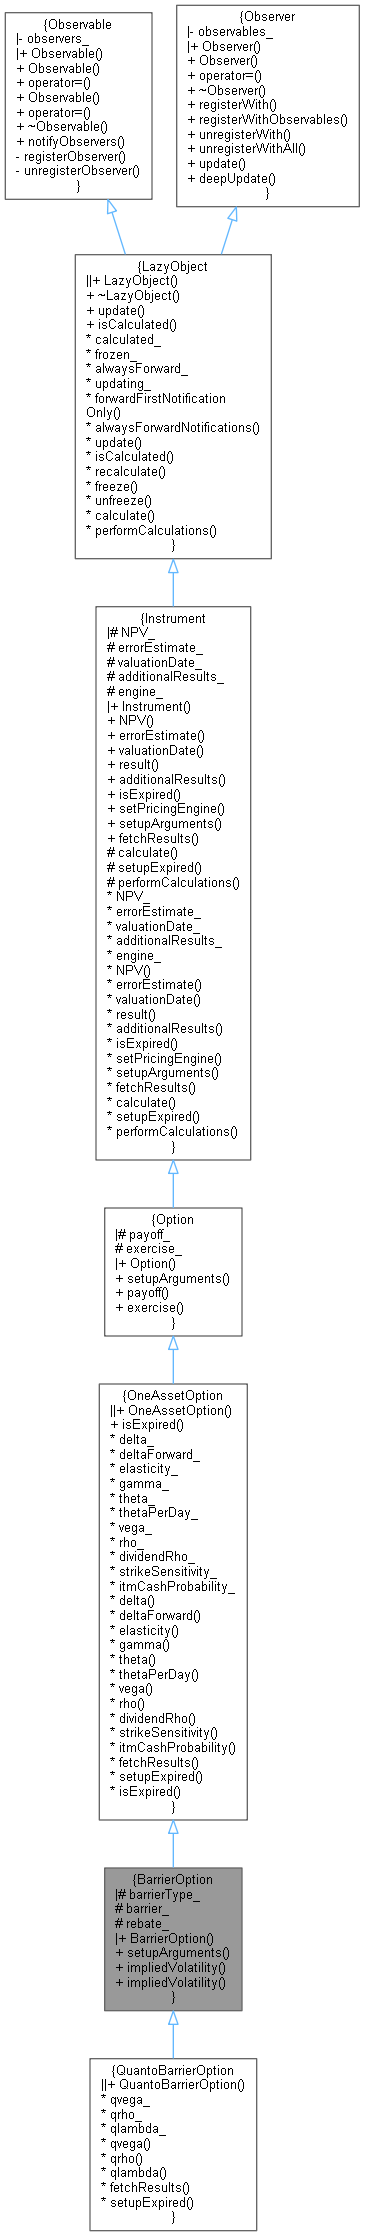 {Observable
|- observers_
|+ Observable()
+ Observable()
+ operator=()
+ Observable()
+ operator=()
+ ~Observable()
+ notifyObservers()
- registerObserver()
- unregisterObserver()
}
{Observer
|- observables_
|+ Observer()
+ Observer()
+ operator=()
+ ~Observer()
+ registerWith()
+ registerWithObservables()
+ unregisterWith()
+ unregisterWithAll()
+ update()
+ deepUpdate()
}
{LazyObject
||+ LazyObject()
+ ~LazyObject()
+ update()
+ isCalculated()
* calculated_
* frozen_
* alwaysForward_
* updating_
* forwardFirstNotification
Only()
* alwaysForwardNotifications()
* update()
* isCalculated()
* recalculate()
* freeze()
* unfreeze()
* calculate()
* performCalculations()
}
{Instrument
|# NPV_
# errorEstimate_
# valuationDate_
# additionalResults_
# engine_
|+ Instrument()
+ NPV()
+ errorEstimate()
+ valuationDate()
+ result()
+ additionalResults()
+ isExpired()
+ setPricingEngine()
+ setupArguments()
+ fetchResults()
# calculate()
# setupExpired()
# performCalculations()
* NPV_
* errorEstimate_
* valuationDate_
* additionalResults_
* engine_
* NPV()
* errorEstimate()
* valuationDate()
* result()
* additionalResults()
* isExpired()
* setPricingEngine()
* setupArguments()
* fetchResults()
* calculate()
* setupExpired()
* performCalculations()
}
{Option
|# payoff_
# exercise_
|+ Option()
+ setupArguments()
+ payoff()
+ exercise()
}
{OneAssetOption
||+ OneAssetOption()
+ isExpired()
* delta_
* deltaForward_
* elasticity_
* gamma_
* theta_
* thetaPerDay_
* vega_
* rho_
* dividendRho_
* strikeSensitivity_
* itmCashProbability_
* delta()
* deltaForward()
* elasticity()
* gamma()
* theta()
* thetaPerDay()
* vega()
* rho()
* dividendRho()
* strikeSensitivity()
* itmCashProbability()
* fetchResults()
* setupExpired()
* isExpired()
}
{BarrierOption
|# barrierType_
# barrier_
# rebate_
|+ BarrierOption()
+ setupArguments()
+ impliedVolatility()
+ impliedVolatility()
}
{QuantoBarrierOption
||+ QuantoBarrierOption()
* qvega_
* qrho_
* qlambda_
* qvega()
* qrho()
* qlambda()
* fetchResults()
* setupExpired()
}